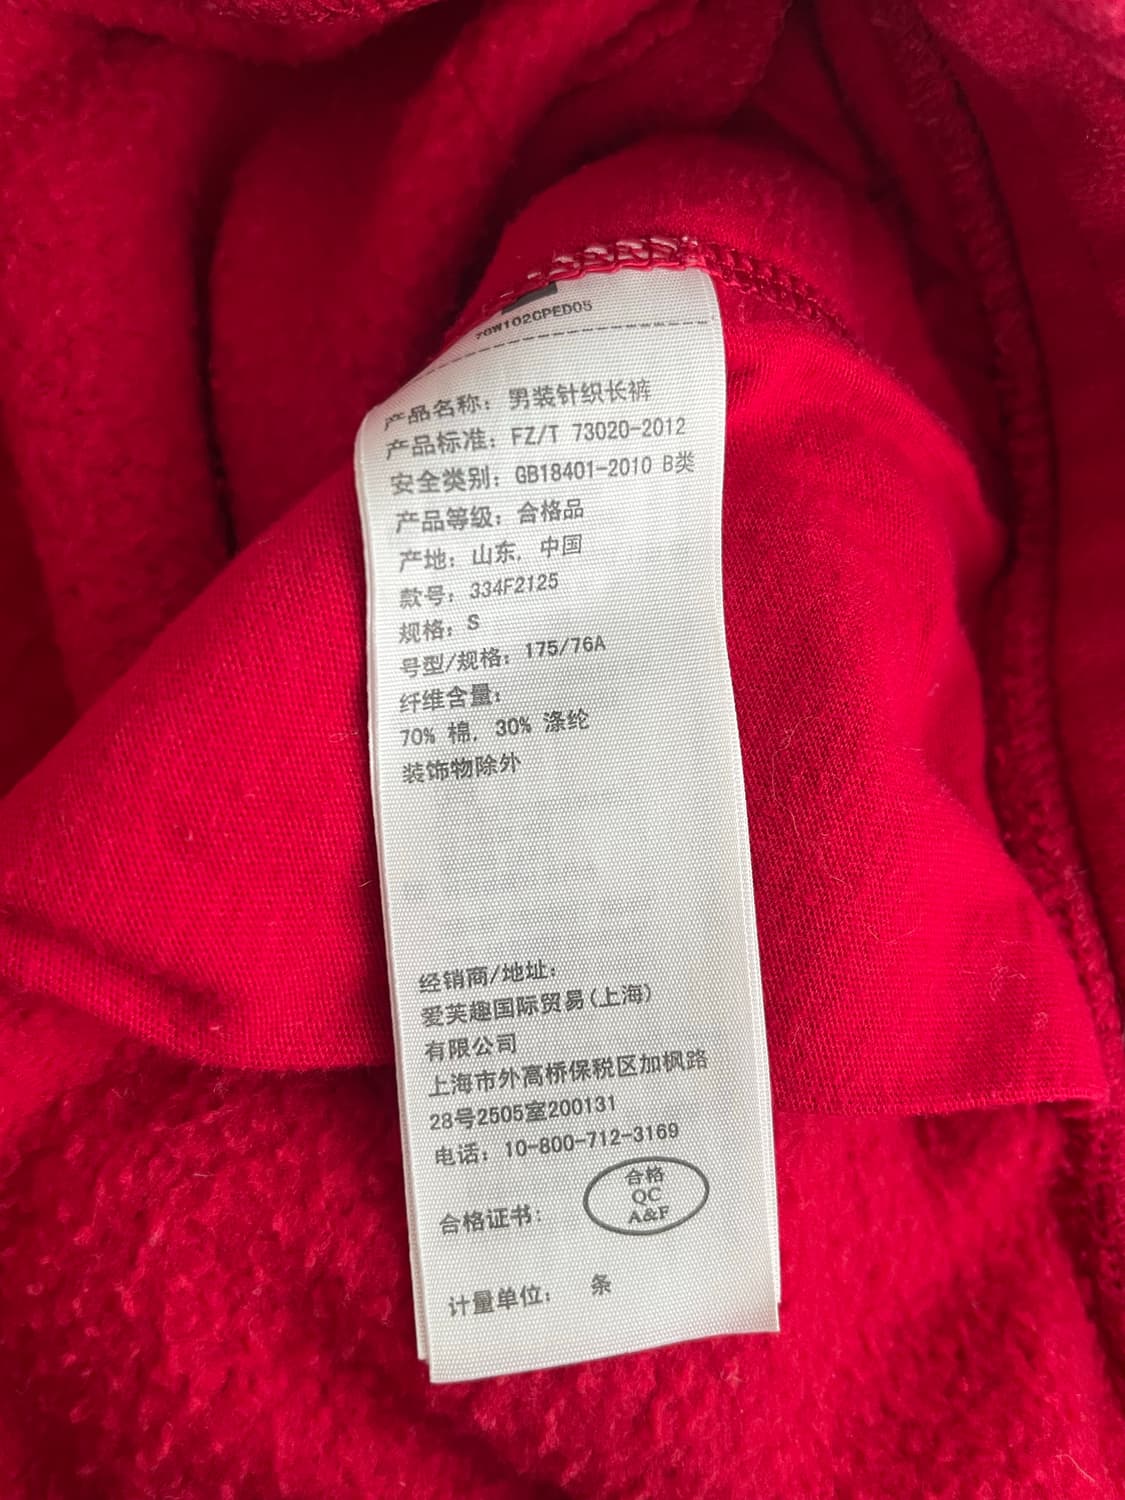 产品名称：男装针织长裤
产品标准：FZ/T 73020-2012
安全类别：GB18401-2010 B类
产品等级：合格品
产地：山东，中国
款号：334F2125
规格：S
号型/规格：175/76A
纤维含量：
70% 棉，30% 涤纶
装饰物除外
经销商/地址：
爱芙趣国际贸易(上海)
有限公司
上海市外高桥保税区加枫路
28号2505室200131
电话：10-800-712-3169
合格证书：
合格
QC
A&F
计量单位：  条